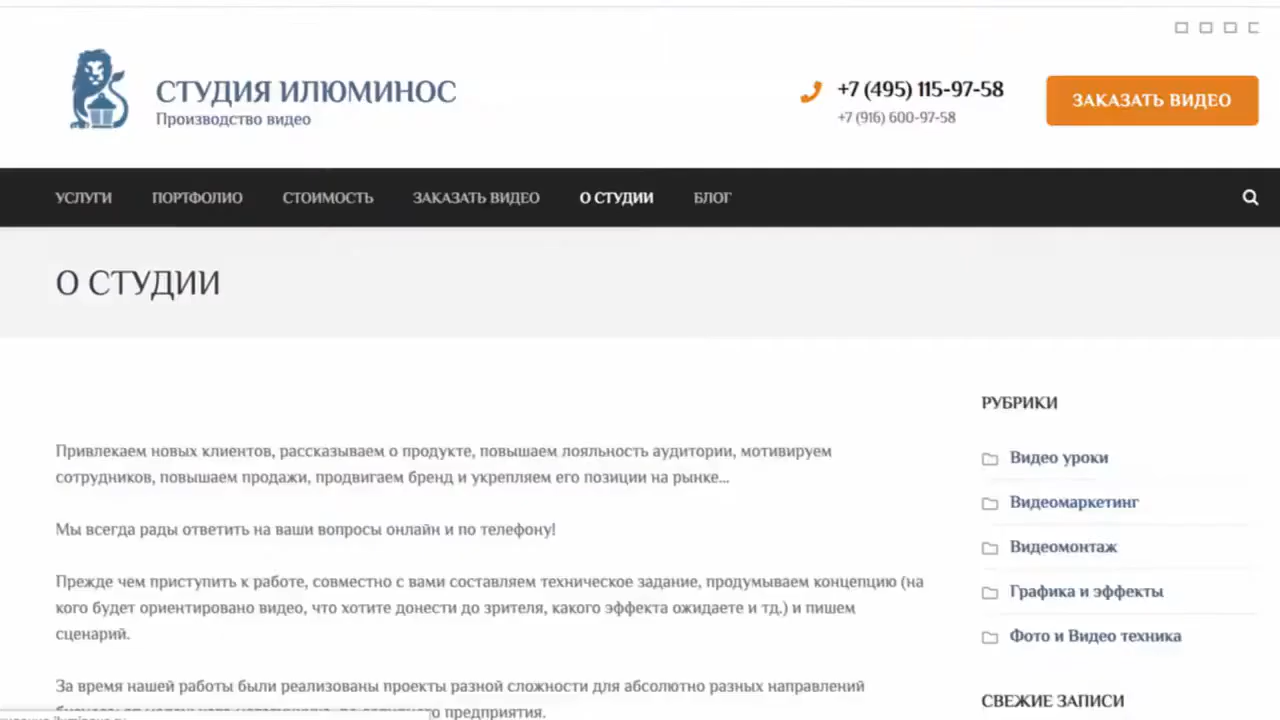 СТУДИЯ ИЛЮМИНОС
Производство видео
+7 (495) 115-97-58
+7 (916) 600-97-58
ЗАКАЗАТЬ ВИДЕО
УСЛУГИ ПОРТФОЛИО СТОИМОСТЬ ЗАКАЗАТЬ ВИДЕО О СТУДИИ БЛОГ
О СТУДИИ
Привлекаем новых клиентов, рассказываем о продукте, повышаем лояльность аудитории, мотивируем
сотрудников, повышаем продажи, продвигаем бренд и укрепляем его позиции на рынке...
Мы всегда рады ответить на ваши вопросы онлайн и по телефону!
Прежде чем приступить к работе, совместно с вами составляем техническое задание, продумываем концепцию (на
кого будет ориентировано видео, что хотите донести до зрителя, какого эффекта ожидаете и тд.) и пишем
сценарий.
За время нашей работы были реализованы проекты разной сложности для абсолютно разных направлений
предприятия.
РУБРИКИ
Видео уроки
Видеомаркетинг
Видеомонтаж
Графика и эффекты
Фото и Видео техника
СВЕЖИЕ ЗАПИСИ